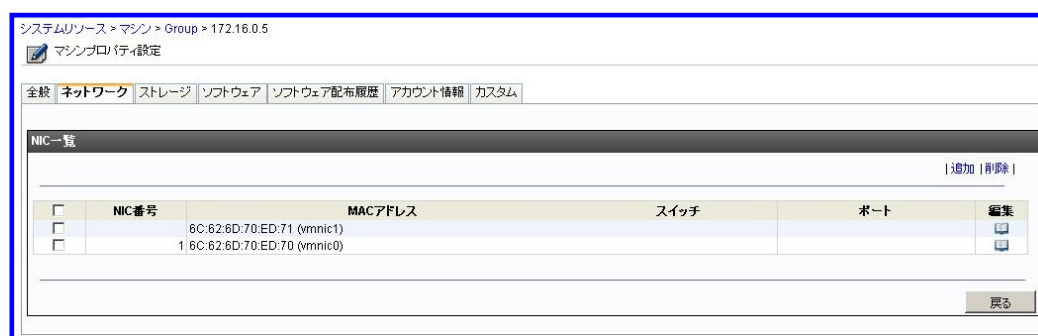 システムリソース > マシン > Group > 172.16.0.5
マシンプロパティ設定
全般 ネットワーク ストレージ ソフトウェア ソフトウェア配布履歴 アカウント情報 カスタム
NIC一覧
| 追加 | 削除 |
NIC番号 MACアドレス スイッチ ポート 編集
6C:62:6D:70:ED:71 (vmnic1)
1 6C:62:6D:70:ED:70 (vmnic0)
戻る